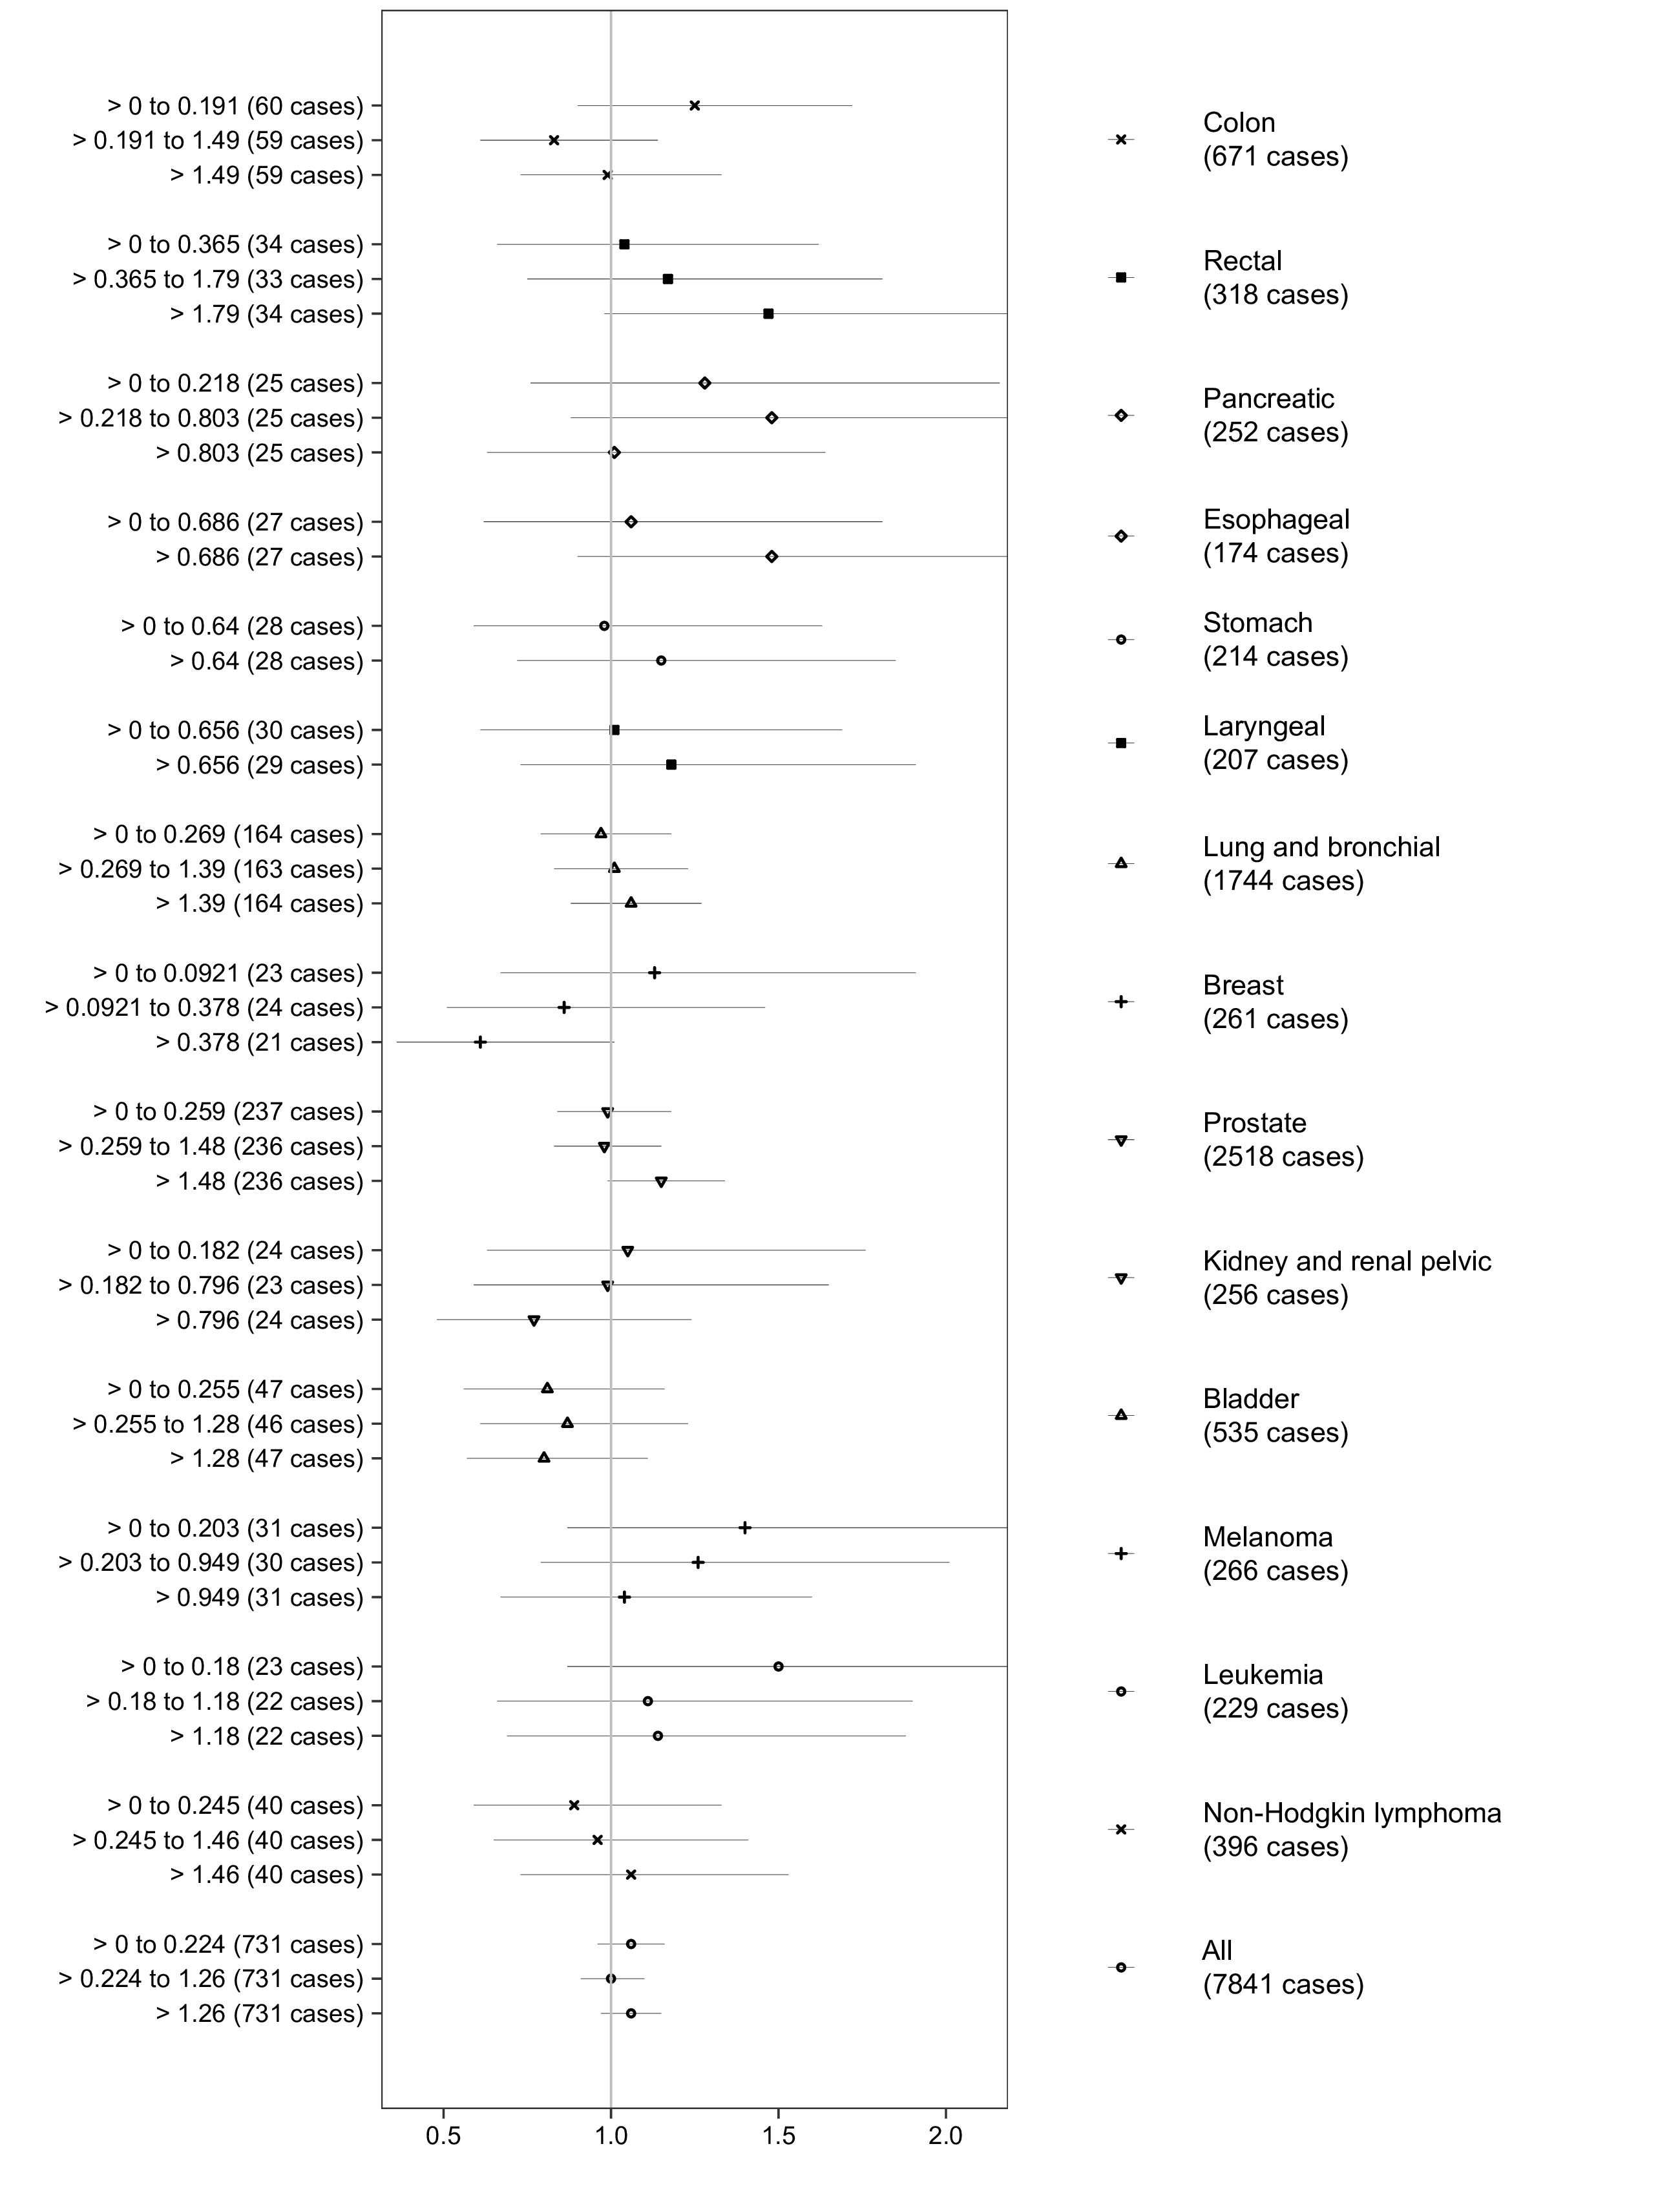 > 0 to 0.191 (60 cases)
> 0.191 to 1.49 (59 cases)
> 1.49 (59 cases)
Colon
(671 cases)
> 0 to 0.365 (34 cases)
> 0.365 to 1.79 (33 cases)
> 1.79 (34 cases)
Rectal
(318 cases)
> 0 to 0.218 (25 cases)
> 0.218 to 0.803 (25 cases)
> 0.803 (25 cases)
Pancreatic
(252 cases)
> 0 to 0.686 (27 cases)
> 0.686 (27 cases)
Esophageal
(174 cases)
> 0 to 0.64 (28 cases)
> 0.64 (28 cases)
Stomach
(214 cases)
> 0 to 0.656 (30 cases)
> 0.656 (29 cases)
Laryngeal
(207 cases)
> 0 to 0.269 (164 cases)
> 0.269 to 1.39 (163 cases)
> 1.39 (164 cases)
Lung and bronchial
(1744 cases)
> 0 to 0.0921 (23 cases)
> 0.0921 to 0.378 (24 cases)
> 0.378 (21 cases)
Breast
(261 cases)
> 0 to 0.259 (237 cases)
> 0.259 to 1.48 (236 cases)
> 1.48 (236 cases)
Prostate
(2518 cases)
> 0 to 0.182 (24 cases)
> 0.182 to 0.796 (23 cases)
> 0.796 (24 cases)
Kidney and renal pelvic
(256 cases)
> 0 to 0.255 (47 cases)
> 0.255 to 1.28 (46 cases)
> 1.28 (47 cases)
Bladder
(535 cases)
> 0 to 0.203 (31 cases)
> 0.203 to 0.949 (30 cases)
> 0.949 (31 cases)
Melanoma
(266 cases)
> 0 to 0.18 (23 cases)
> 0.18 to 1.18 (22 cases)
> 1.18 (22 cases)
Leukemia
(229 cases)
> 0 to 0.245 (40 cases)
> 0.245 to 1.46 (40 cases)
> 1.46 (40 cases)
Non-Hodgkin lymphoma
(396 cases)
> 0 to 0.224 (731 cases)
> 0.224 to 1.26 (731 cases)
> 1.26 (731 cases)
All
(7841 cases)
0.5 1.0 1.5 2.0